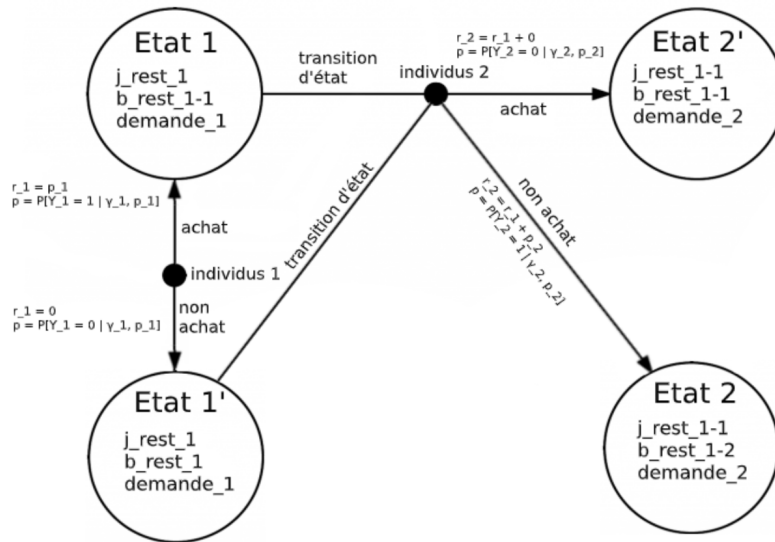 Etat 1
j_rest_1
b_rest_1-1
demande_1
transition
d'état
individus 2
r_2 = r_1 + 0
p = P[Y_2 = 0 | γ_2, p_2]
achat
Etat 2'
j_rest_1-1
b_rest_1-1
demande_2
r_1 = p_1
p = P[Y_1 = 1 | γ_1, p_1]
achat
individus 1
r_1 = 0
p = P[Y_1 = 0 | γ_1, p_1]
non
achat
transition d'état
non achat
r_2 = r_1 + p_2
p = P[Y_2 = 1 | γ_2, p_2]
Etat 1'
j_rest_1
b_rest_1
demande_1
Etat 2
j_rest_1-1
b_rest_1-2
demande_2